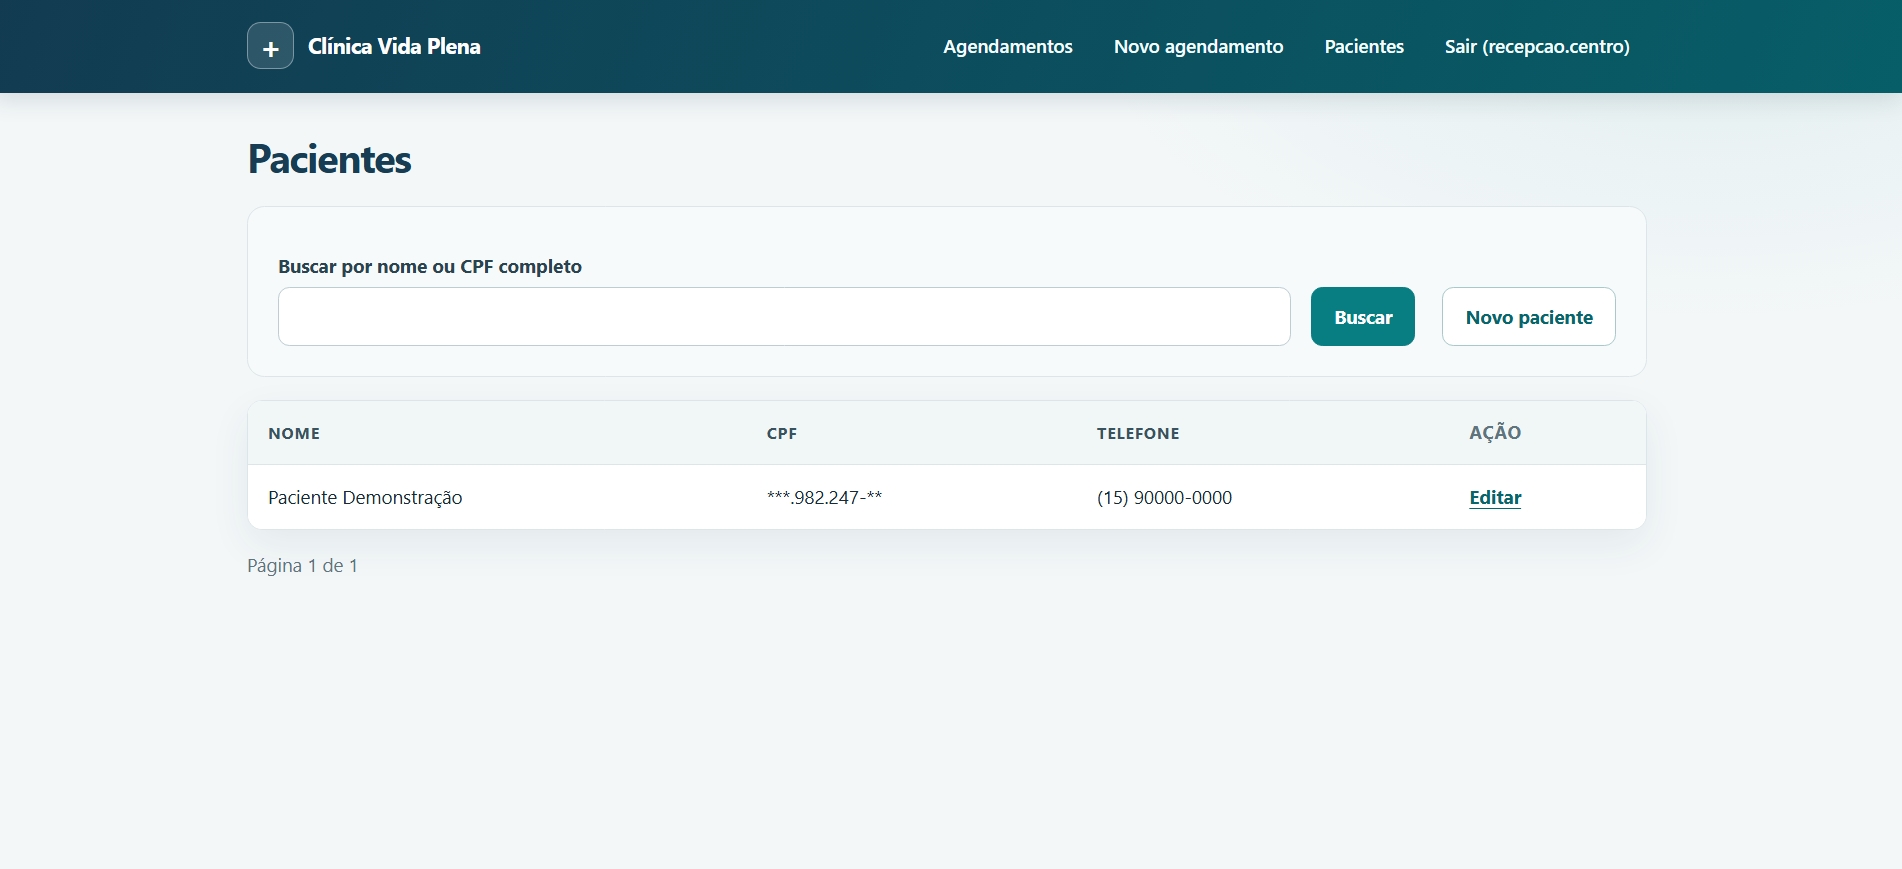 + Clínica Vida Plena Agendamentos Novo agendamento Pacientes Sair (recepcao.centro)
Pacientes
Buscar por nome ou CPF completo
Buscar Novo paciente
NOME CPF TELEFONE AÇÃO
Paciente Demonstração ***.982.247-** (15) 90000-0000 Editar
Página 1 de 1